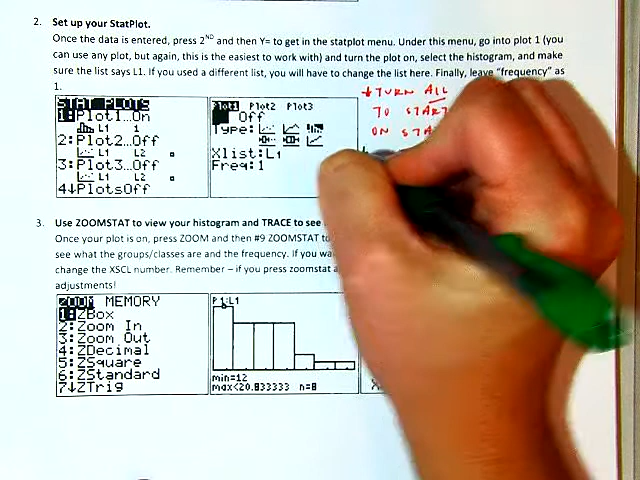 2. Set up your StatPlot.
Once the data is entered, press 2ND and then Y= to get in the statplot menu. Under this menu, go into plot 1 (you
can use any plot, but again, this is the easiest to work with) and turn the plot on, select the histogram, and make
sure the list says L1. If you used a different list, you will have to change the list here. Finally, leave "frequency" as
1.
STAT PLOTS
1:Plot1…On
L1 1
2:Plot2…Off
L1 L2
3:Plot3…Off
L1 L2
4↓PlotsOff
Plot1 Plot2 Plot3
Off
Type:
Xlist:L1
Freq:1
TURN ALL
TO START
ON
3. Use ZOOMSTAT to view your histogram and TRACE to see
Once your plot is on, press ZOOM and then #9 ZOOMSTAT to
see what the groups/classes are and the frequency. If you
change the XSCL number. Remember – if you press zoomstat
adjustments!
ZOOM MEMORY
1:ZBox
2:Zoom In
3:Zoom Out
4:ZDecimal
5:ZSquare
6:ZStandard
7↓ZTrig
P1:L1
min=12
max<20.833333 n=8